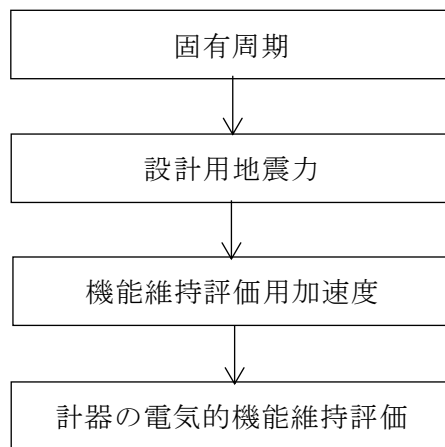 固有周期
設計用地震力
機能維持評価用加速度
計器の電気的機能維持評価